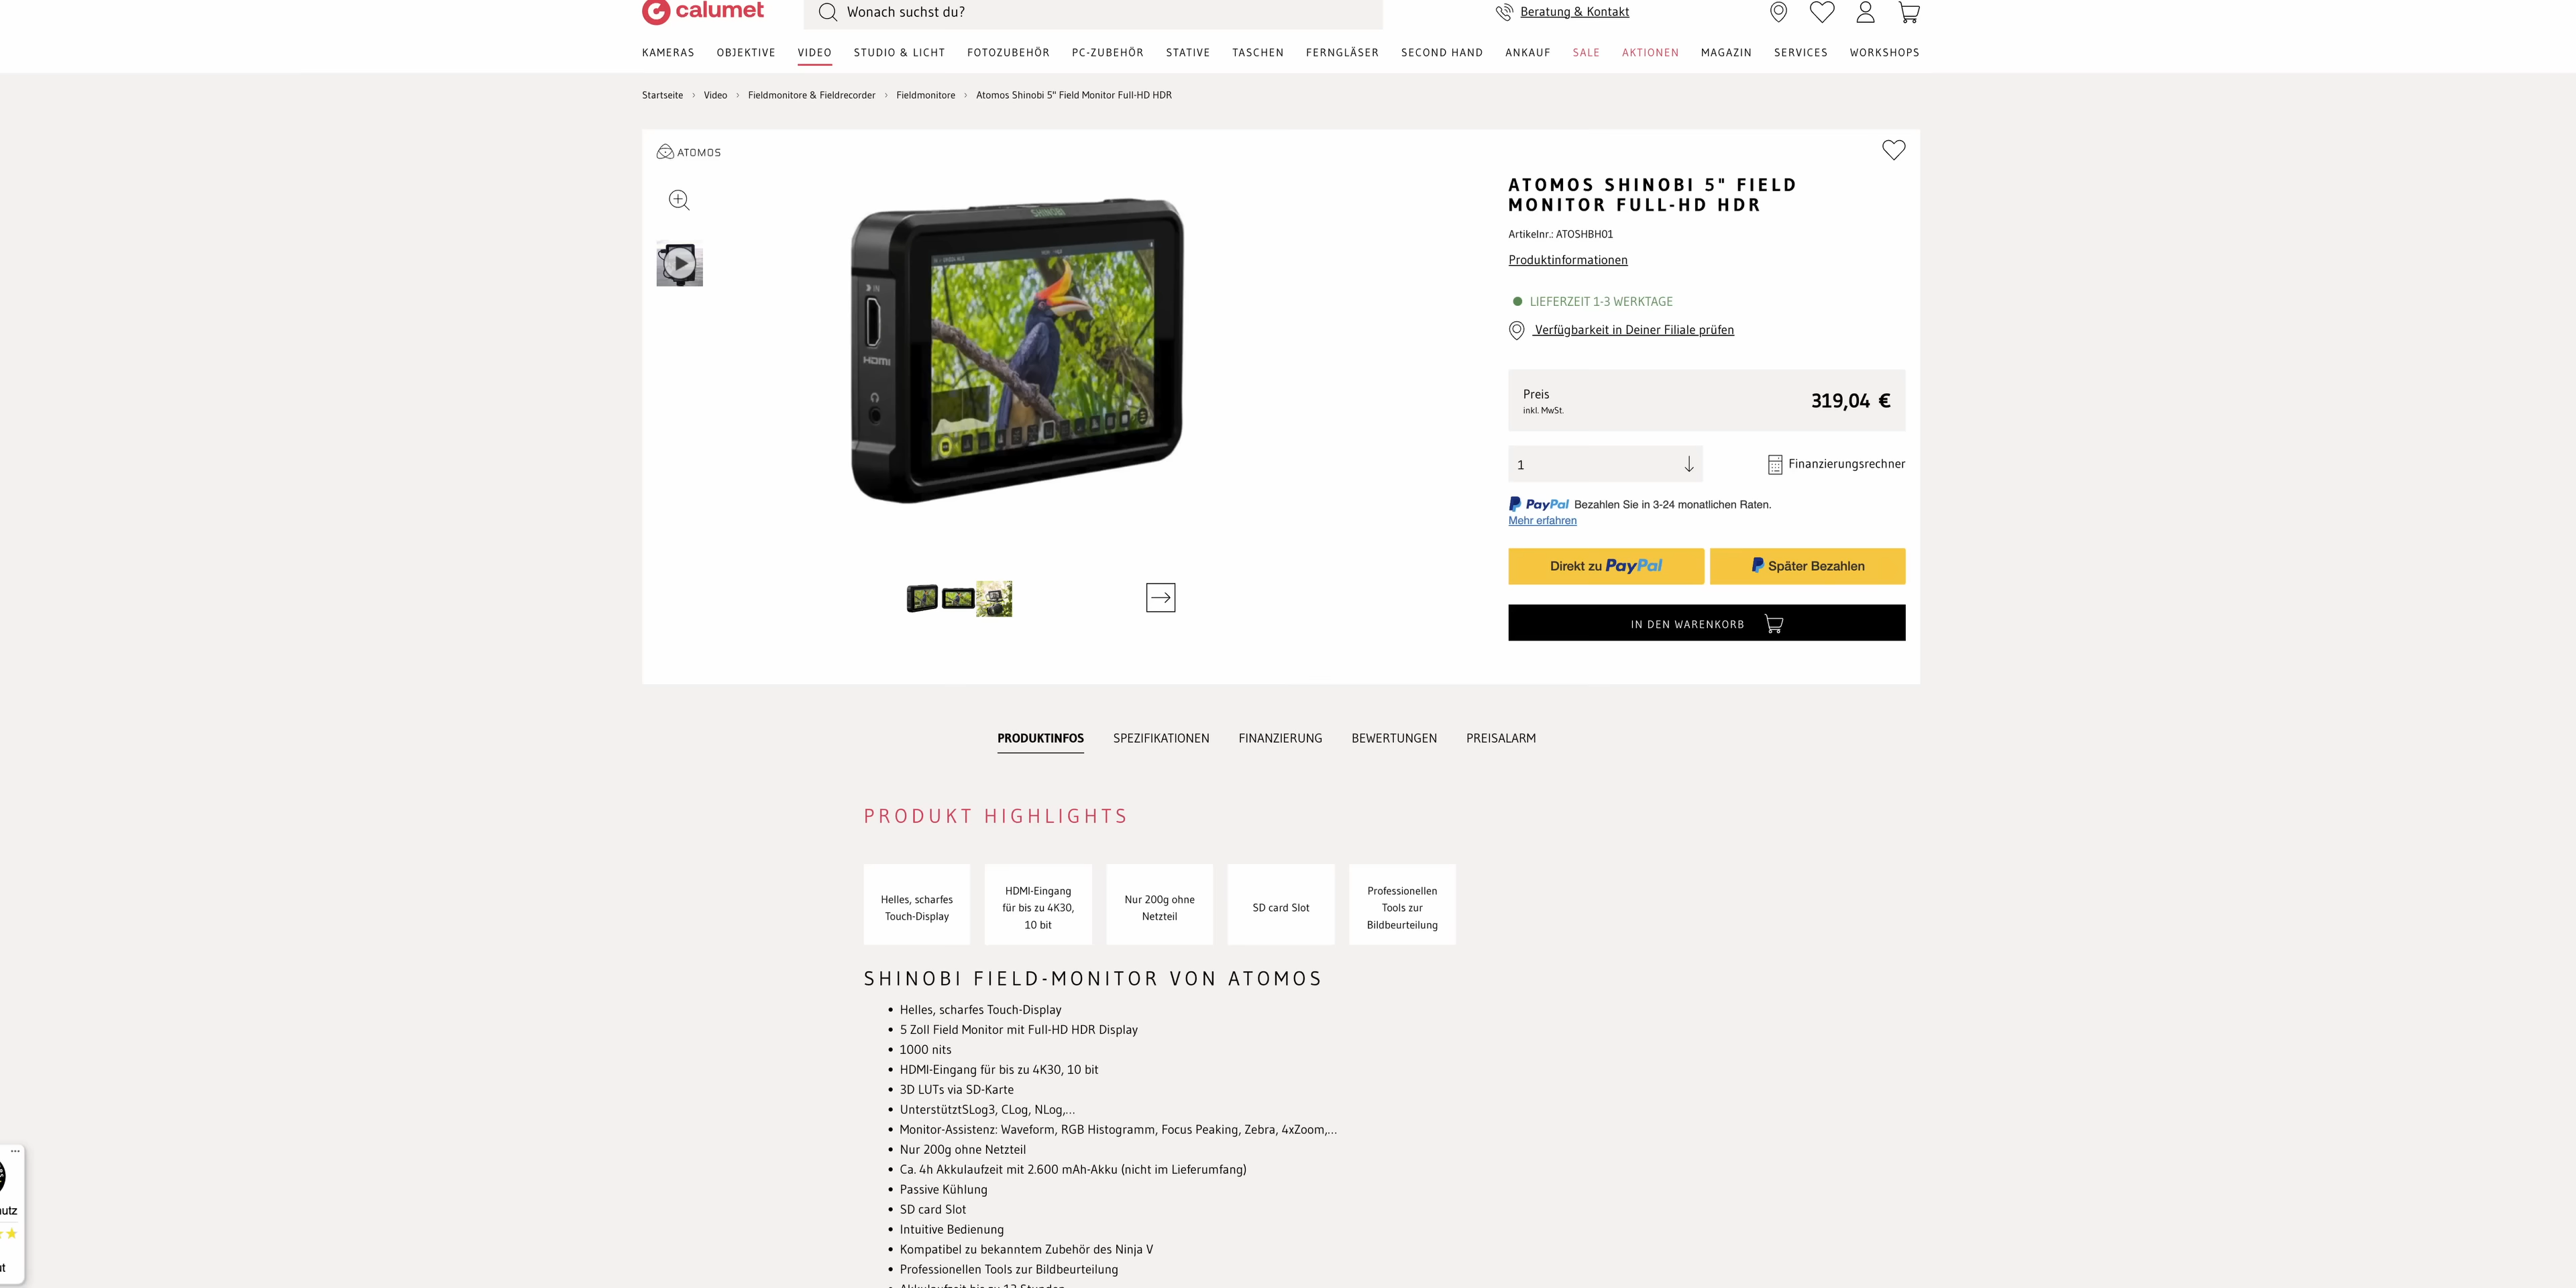 calumet
Wonach suchst du?
Beratung & Kontakt
KAMERAS OBJEKTIVE VIDEO STUDIO & LICHT FOTOZUBEHÖR PC-ZUBEHÖR STATIVE TASCHEN FERNGLÄSER SECOND HAND ANKAUF SALE AKTIONEN MAGAZIN SERVICES WORKSHOPS
Startseite › Video › Fieldmonitore & Fieldrecorder › Fieldmonitore › Atomos Shinobi 5" Field Monitor Full-HD HDR
ATOMOS
SHINOBI
IN
HDMI
ATOMOS SHINOBI 5" FIELD
MONITOR FULL-HD HDR
Artikelnr.: ATOSHBH01
Produktinformationen
LIEFERZEIT 1-3 WERKTAGE
Verfügbarkeit in Deiner Filiale prüfen
Preis
inkl. MwSt.
319,04 €
1
Finanzierungsrechner
PayPal Bezahlen Sie in 3-24 monatlichen Raten.
Mehr erfahren
Direkt zu PayPal
Später Bezahlen
IN DEN WARENKORB
PRODUKTINFOS SPEZIFIKATIONEN FINANZIERUNG BEWERTUNGEN PREISALARM
PRODUKT HIGHLIGHTS
Helles, scharfes
Touch-Display
HDMI-Eingang
für bis zu 4K30,
10 bit
Nur 200g ohne
Netzteil
SD card Slot
Professionellen
Tools zur
Bildbeurteilung
SHINOBI FIELD-MONITOR VON ATOMOS
• Helles, scharfes Touch-Display
• 5 Zoll Field Monitor mit Full-HD HDR Display
• 1000 nits
• HDMI-Eingang für bis zu 4K30, 10 bit
• 3D LUTs via SD-Karte
• UnterstütztSLog3, CLog, NLog,...
• Monitor-Assistenz: Waveform, RGB Histogramm, Focus Peaking, Zebra, 4xZoom,...
• Nur 200g ohne Netzteil
• Ca. 4h Akkulaufzeit mit 2.600 mAh-Akku (nicht im Lieferumfang)
• Passive Kühlung
• SD card Slot
• Intuitive Bedienung
• Kompatibel zu bekanntem Zubehör des Ninja V
• Professionellen Tools zur Bildbeurteilung